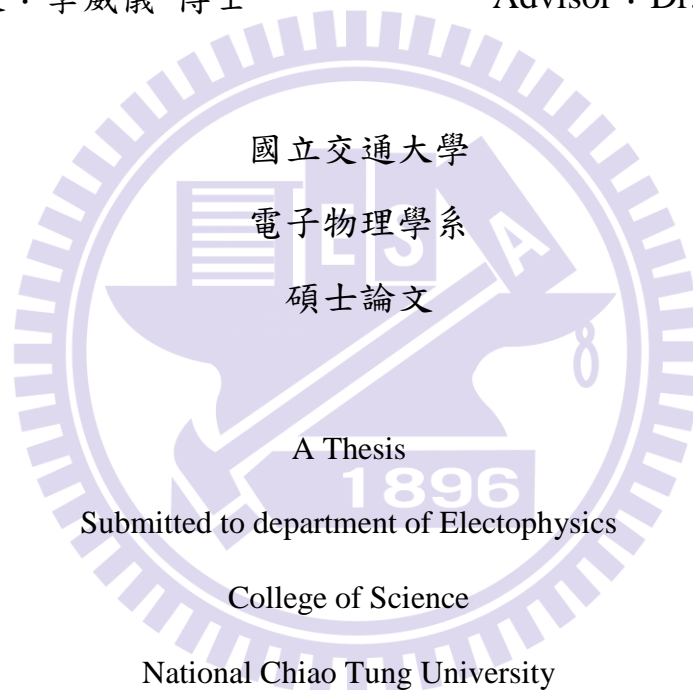 李威儀 博士 Advisor : Dr.
國立交通大學
電子物理學系
碩士論文
ELSA
A Thesis
1896
Submitted to department of Electophysics
College of Science
National Chiao Tung University